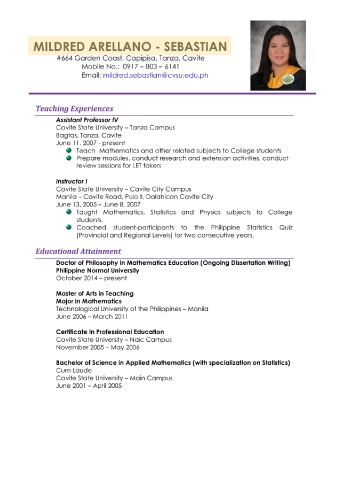 MILDRED ARELLANO - SEBASTIAN
#664 Garden Coast, Capipisa, Tanza, Cavite
Mobile No.: 0917 – 803 – 6141
Email: mildred.sebastian@cvsu.edu.ph
Teaching Experiences
Assistant Professor IV
Cavite State University – Tanza Campus
Bagtas, Tanza, Cavite
June 11, 2007 - present
Teach Mathematics and other related subjects to College students
Prepare modules, conduct research and extension activities, conduct
review sessions for LET takers
Instructor I
Cavite State University – Cavite City Campus
Manila – Cavite Road, Pulo II, Dalahican Cavite City
June 13, 2005 – June 8, 2007
Taught Mathematics, Statistics and Physics subjects to College
students.
Coached student-participants to the Philippine Statistics Quiz
(Provincial and Regional Levels) for two consecutive years.
Educational Attainment
Doctor of Philosophy in Mathematics Education (Ongoing Dissertation Writing)
Philippine Normal University
October 2014 – present
Master of Arts in Teaching
Major in Mathematics
Technological University of the Philippines – Manila
June 2006 – March 2011
Certificate in Professional Education
Cavite State University – Naic Campus
November 2005 – May 2006
Bachelor of Science in Applied Mathematics (with specialization on Statistics)
Cum Laude
Cavite State University – Main Campus
June 2001 – April 2005